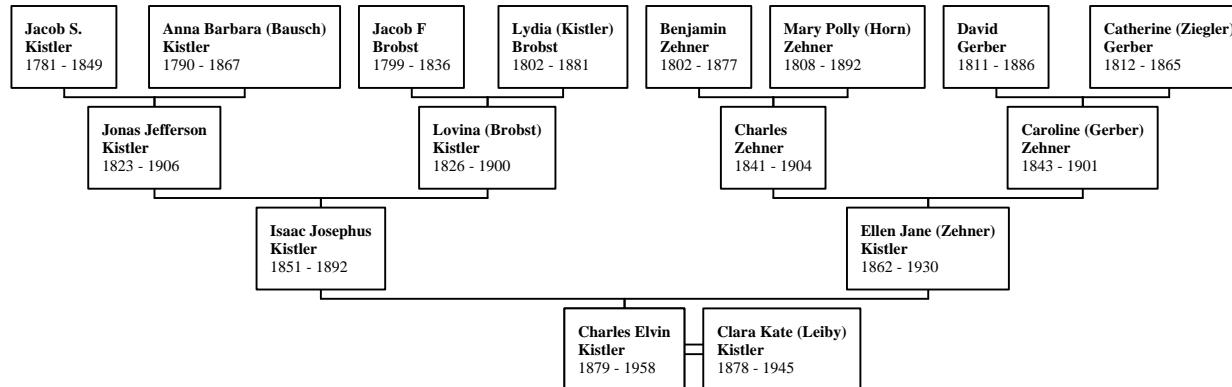 Jacob S.
Kistler
1781 - 1849
Anna Barbara (Bausch)
Kistler
1790 - 1867
Jacob F
Brobst
1799 - 1836
Lydia (Kistler)
Brobst
1802 - 1881
Benjamin
Zehner
1802 - 1877
Mary Polly (Horn)
Zehner
1808 - 1892
David
Gerber
1811 - 1886
Catherine (Ziegler)
Gerber
1812 - 1865
Jonas Jefferson
Kistler
1823 - 1906
Lovina (Brobst)
Kistler
1826 - 1900
Charles
Zehner
1841 - 1904
Caroline (Gerber)
Zehner
1843 - 1901
Isaac Josephus
Kistler
1851 - 1892
Ellen Jane (Zehner)
Kistler
1862 - 1930
Charles Elvin
Kistler
1879 - 1958
Clara Kate (Leiby)
Kistler
1878 - 1945